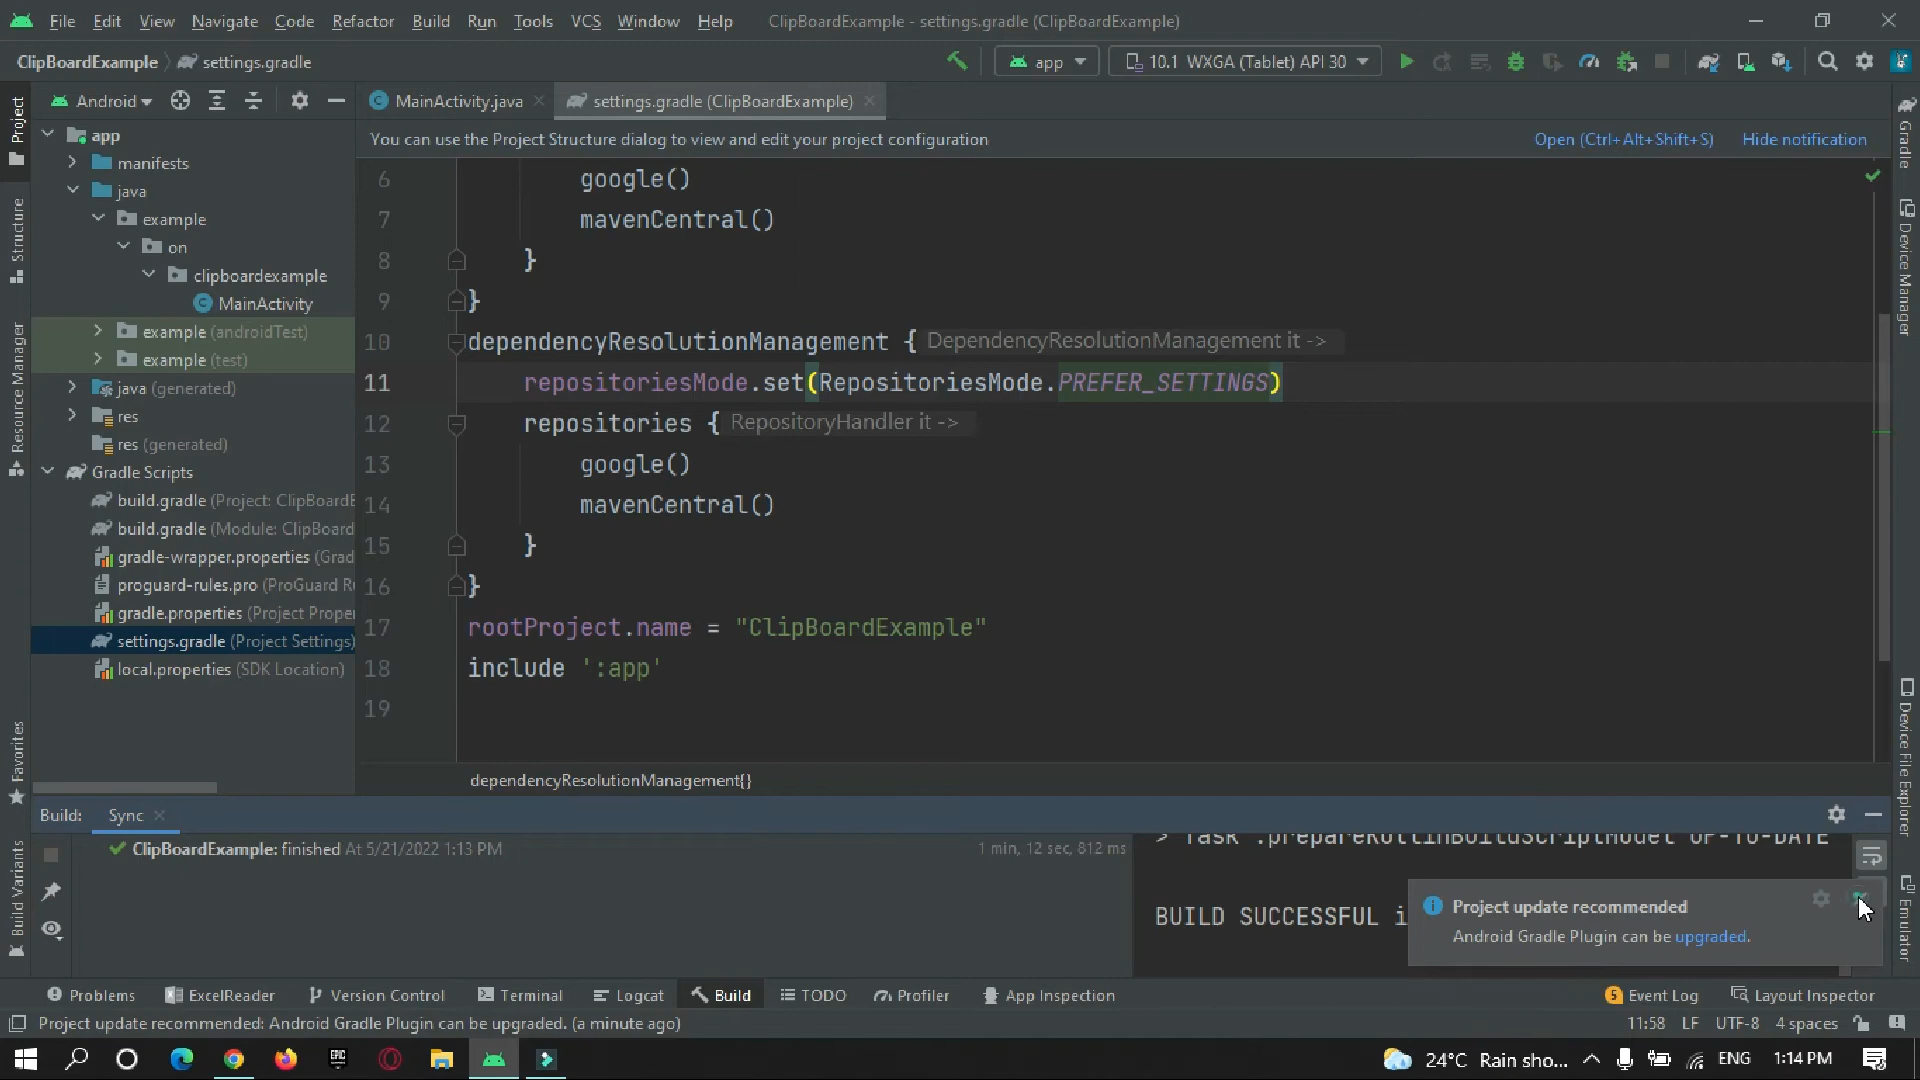 File Edit View Navigate Code Refactor Build Run Tools VCS Window Help ClipBoardExample - settings.gradle (ClipBoardExample)
ClipBoardExample settings.gradle app 10.1 WXGA (Tablet) API 30
Android MainActivity.java settings.gradle (ClipBoardExample)
You can use the Project Structure dialog to view and edit your project configuration Open (Ctrl+Alt+Shift+S) Hide notification
Project
Structure
Resource Manager
Favorites
Build Variants
app
manifests
java
example
on
clipboardexample
MainActivity
example (androidTest)
example (test)
java (generated)
res
res (generated)
Gradle Scripts
build.gradle (Project: ClipBoardE
build.gradle (Module: ClipBoard
gradle-wrapper.properties (Grad
proguard-rules.pro (ProGuard Ru
gradle.properties (Project Proper
settings.gradle (Project Settings)
local.properties (SDK Location)
6 google()
7 mavenCentral()
8 }
9 }
10 dependencyResolutionManagement { DependencyResolutionManagement it ->
11 repositoriesMode.set(RepositoriesMode.PREFER_SETTINGS)
12 repositories { RepositoryHandler it ->
13 google()
14 mavenCentral()
15 }
16 }
17 rootProject.name = "ClipBoardExample"
18 include ':app'
19
dependencyResolutionManagement{}
Gradle
Device Manager
Device File Explorer
Emulator
Build: Sync
ClipBoardExample: finished At 5/21/2022 1:13 PM 1 min, 12 sec, 812 ms
> Task :prepareKotlinBuildScriptModel UP-TO-DATE
BUILD SUCCESSFUL i
Project update recommended
Android Gradle Plugin can be upgraded.
Problems ExcelReader Version Control Terminal Logcat Build TODO Profiler App Inspection 5 Event Log Layout Inspector
Project update recommended: Android Gradle Plugin can be upgraded. (a minute ago) 11:58 LF UTF-8 4 spaces
EPIC 24°C Rain sho... ENG 1:14 PM